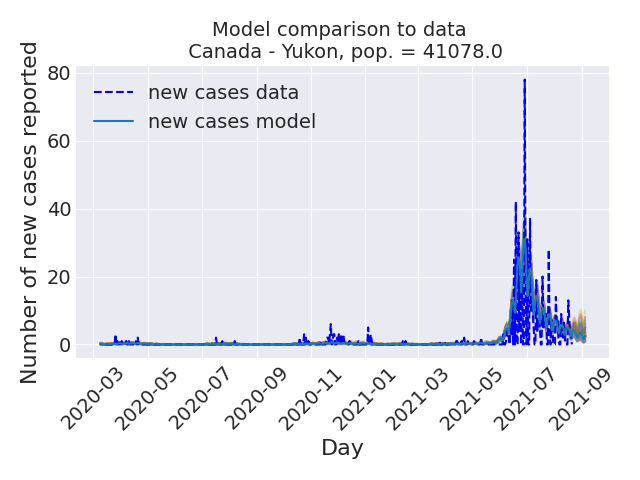 Model comparison to data
Canada - Yukon, pop. = 41078.0
Number of new cases reported
80
60
40
20
0
new cases data
new cases model
2020-03
2020-05
2020-07
2020-09
2020-11
2021-01
2021-03
2021-05
2021-07
2021-09
Day